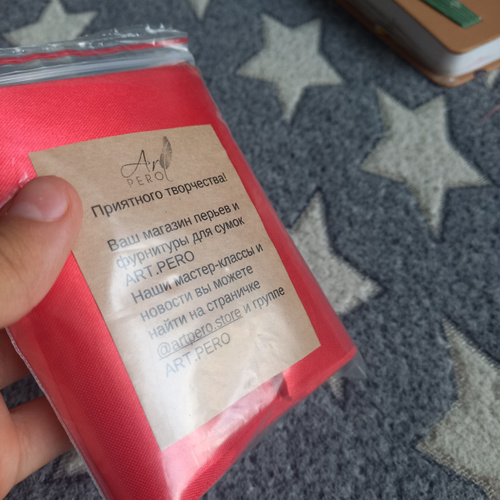 Ar
PERO
Приятного творчества!
Ваш магазин перьев и
фурнитуры для сумок
ART.PERO
Наши мастер-классы и
новости вы можете
найти на страничке
@artpero.store и группе
ART.PERO